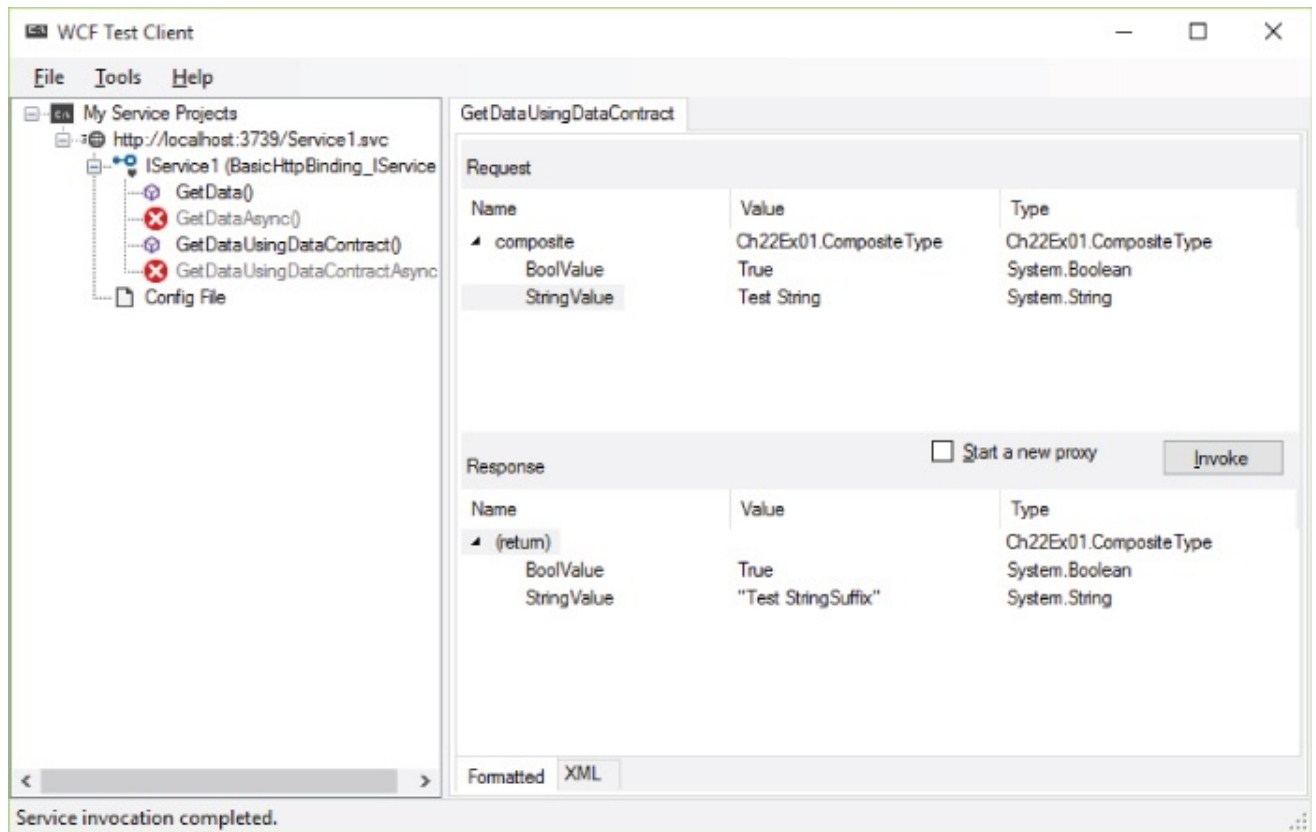 WCF Test Client
File Tools Help
My Service Projects
http://localhost:3739/Service1.svc
IService1 (BasicHttpBinding_IService
GetData()
GetDataAsync()
GetDataUsingDataContract()
GetDataUsingDataContractAsync
Config File
GetDataUsingDataContract
Request
Name Value Type
composite Ch22Ex01.CompositeType Ch22Ex01.CompositeType
BoolValue True System.Boolean
StringValue Test String System.String
Start a new proxy Invoke
Response
Name Value Type
(return) Ch22Ex01.CompositeType
BoolValue True System.Boolean
StringValue "Test StringSuffix" System.String
Formatted XML
Service invocation completed.